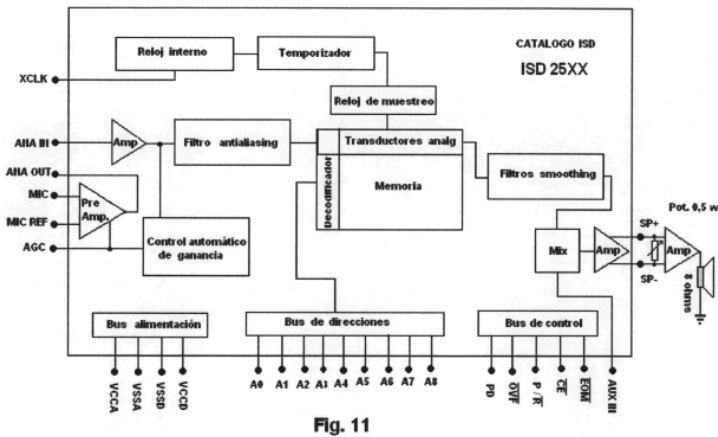 CATALOGO ISD
ISD 25XX
Reloj interno
Temporizador
XCLK
Reloj de muestreo
ANA IN
Amp
Filtro antialiasing
Transductores analg
Decodificador
Memoria
Filtros smoothing
ANA OUT
MIC
Pre
Amp.
MIC REF
AGC
Control automático
de ganancia
Mix
Amp
SP+
SP-
Pot. 0,5 w
Amp
8 ohms
Bus alimentación
Bus de direcciones
Bus de control
VCCA
VSSA
VSSD
VCCD
A0
A1
A2
A3
A4
A5
A6
A7
A8
PD
OVF
P / R
CE
EOM
AUX IN
Fig. 11